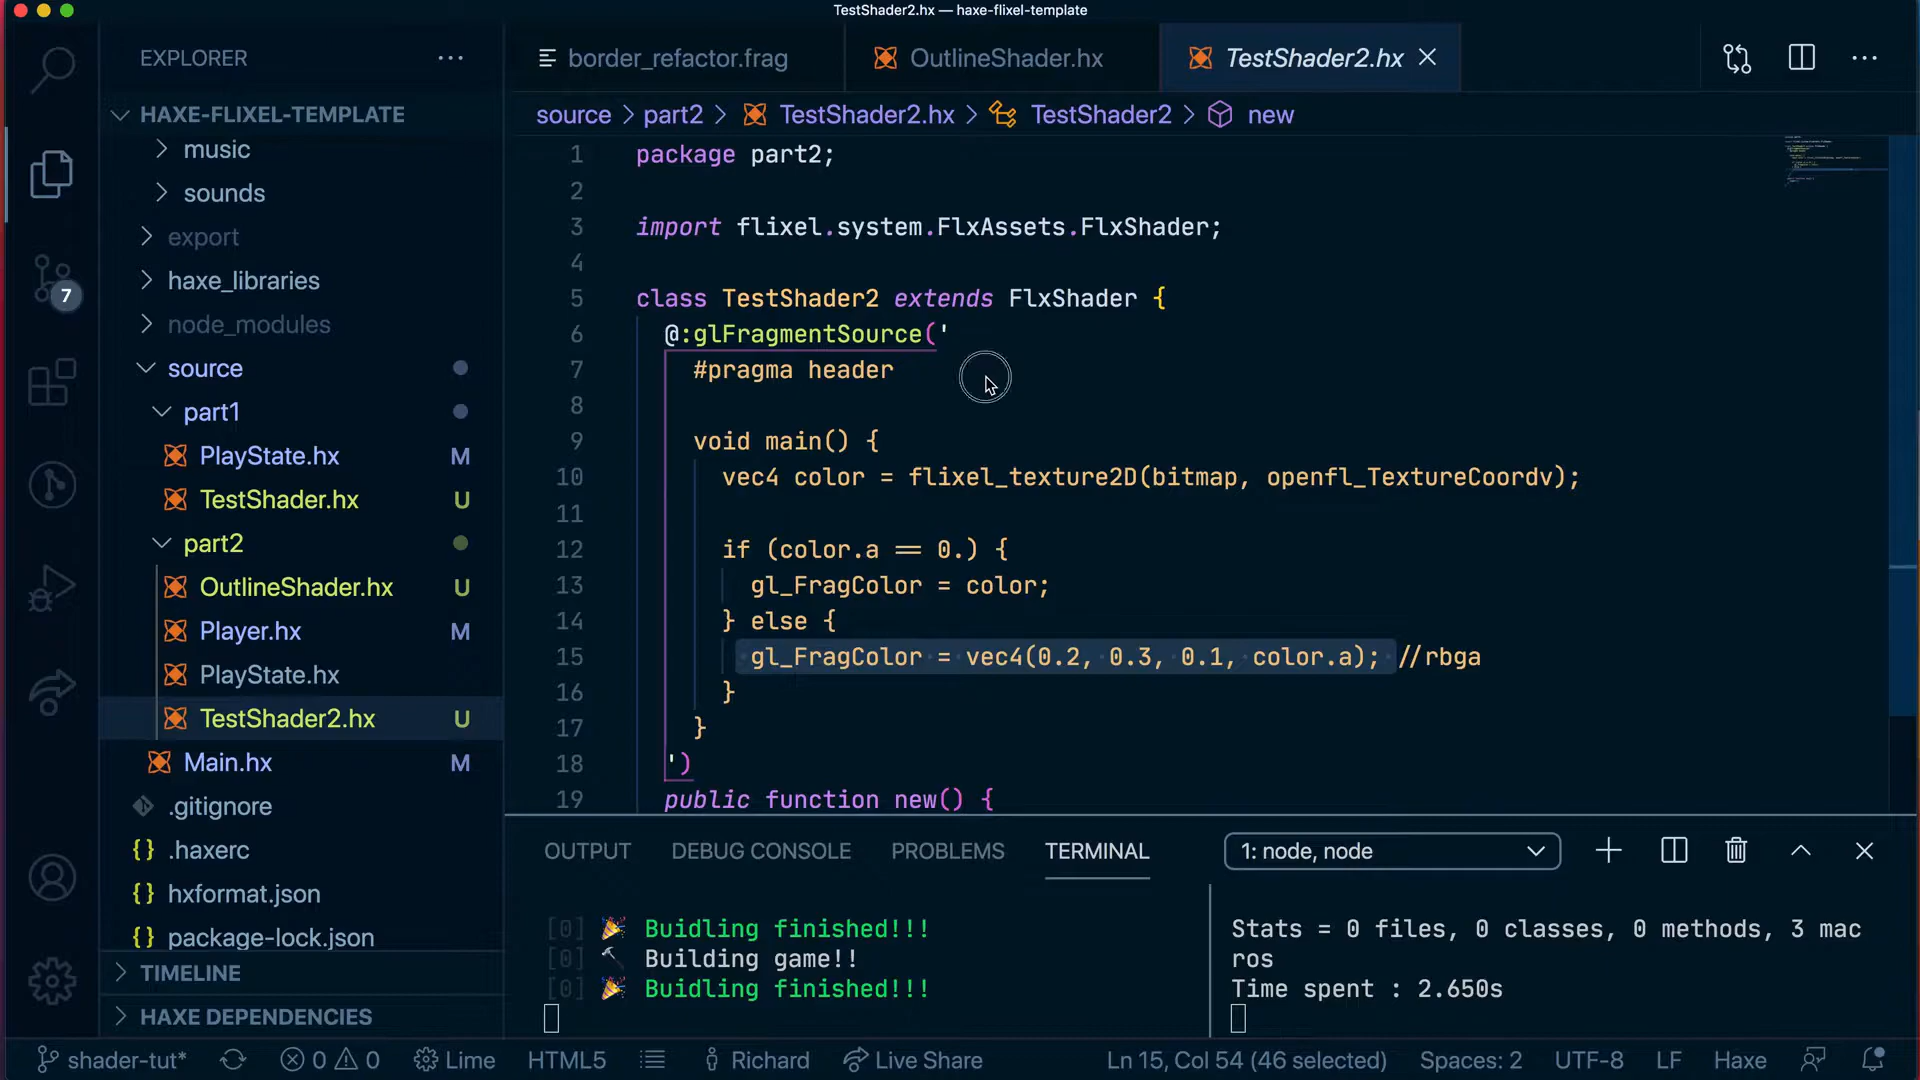 TestShader2.hx — haxe-flixel-template
EXPLORER
HAXE-FLIXEL-TEMPLATE
music
sounds
export
haxe_libraries
node_modules
source
part1
PlayState.hx M
TestShader.hx U
part2
OutlineShader.hx U
Player.hx M
PlayState.hx
TestShader2.hx U
Main.hx M
.gitignore
{} .haxerc
{} hxformat.json
{} package-lock.json
TIMELINE
HAXE DEPENDENCIES
7
border_refactor.frag
OutlineShader.hx
TestShader2.hx
source > part2 > TestShader2.hx > TestShader2 > new
1 package part2;
2
3 import flixel.system.FlxAssets.FlxShader;
4
5 class TestShader2 extends FlxShader {
6 @:glFragmentSource('
7 #pragma header
8
9 void main() {
10 vec4 color = flixel_texture2D(bitmap, openfl_TextureCoordv);
11
12 if (color.a == 0.) {
13 gl_FragColor = color;
14 } else {
15 gl_FragColor = vec4(0.2, 0.3, 0.1, color.a); //rbga
16 }
17 }
18 ')
19 public function new() {
OUTPUT DEBUG CONSOLE PROBLEMS TERMINAL 1: node, node
[0] 🎉 Buidling finished!!!
[0] 🔨 Building game!!
[0] 🎉 Buidling finished!!!
Stats = 0 files, 0 classes, 0 methods, 3 mac
ros
Time spent : 2.650s
shader-tut* 0 0 Lime HTML5 Richard Live Share Ln 15, Col 54 (46 selected) Spaces: 2 UTF-8 LF Haxe